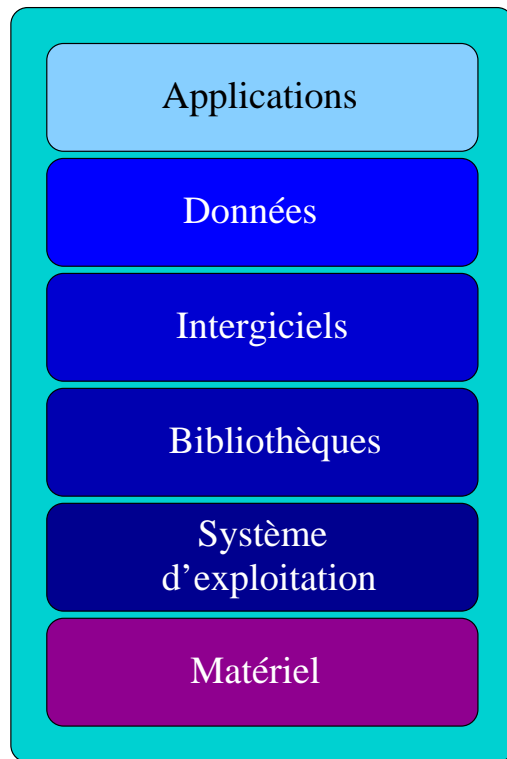 Applications
Données
Intergiciels
Bibliothèques
Système
d’exploitation
Matériel